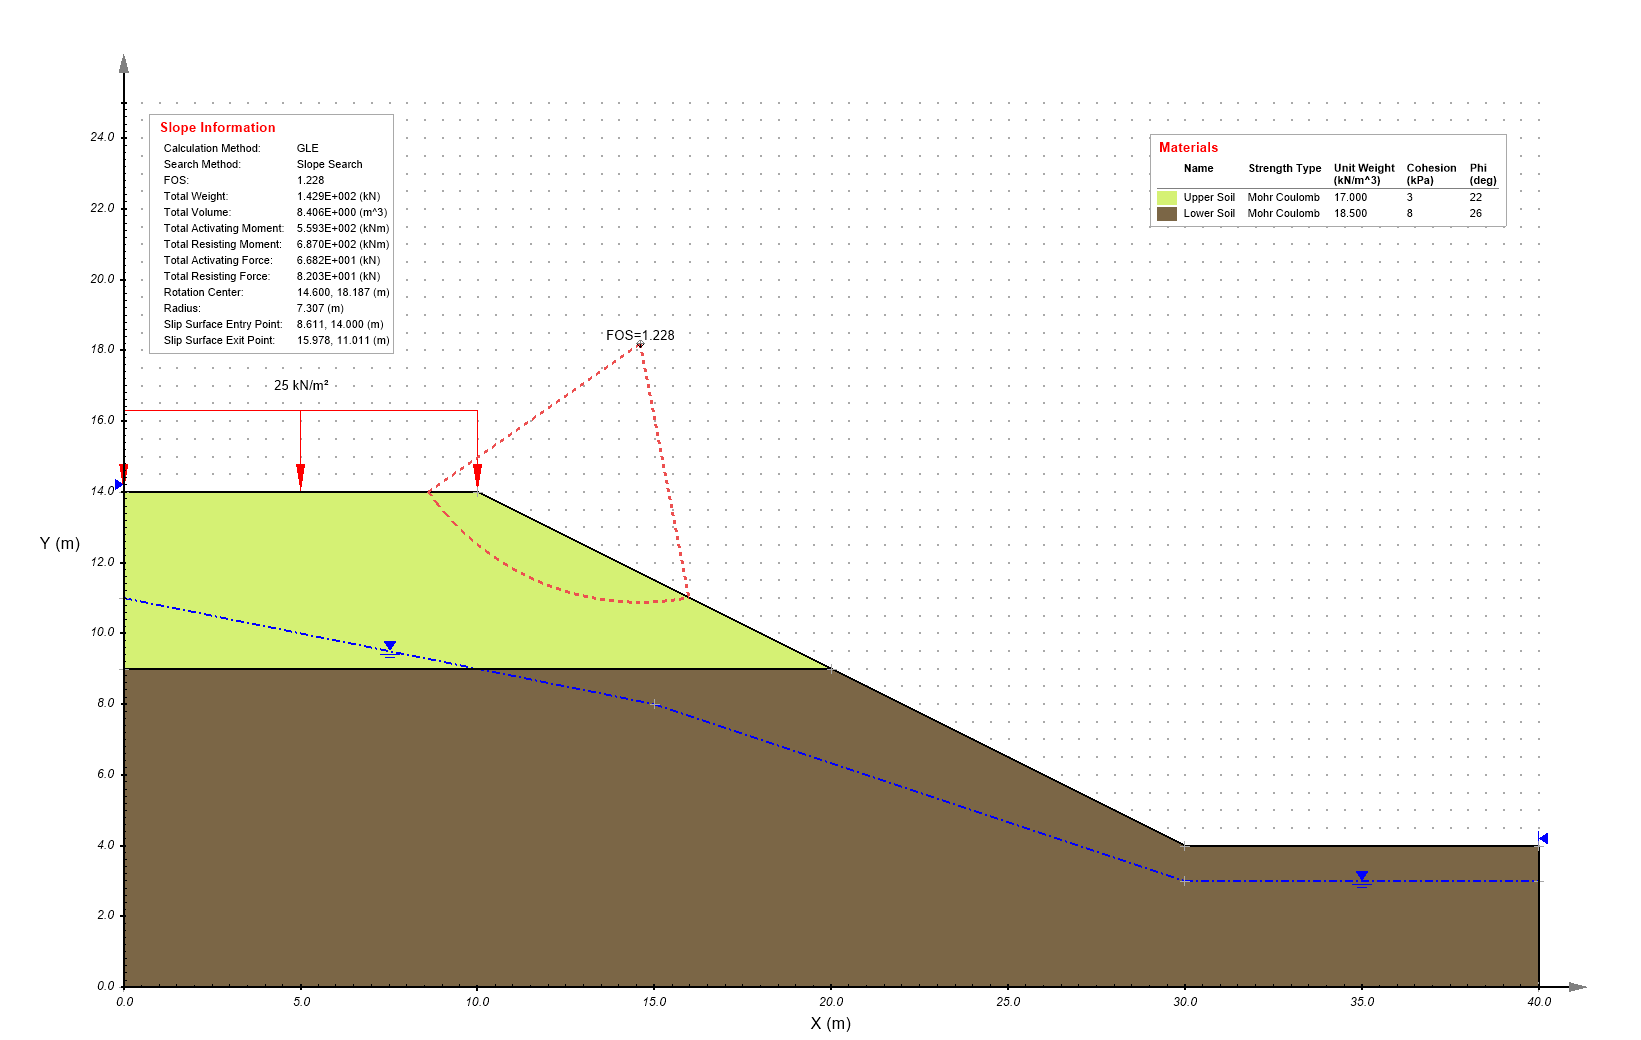 Slope Information
Calculation Method: GLE
Search Method: Slope Search
FOS: 1.228
Total Weight: 1.429E+002 (kN)
Total Volume: 8.406E+000 (m^3)
Total Activating Moment: 5.593E+002 (kNm)
Total Resisting Moment: 6.870E+002 (kNm)
Total Activating Force: 6.682E+001 (kN)
Total Resisting Force: 8.203E+001 (kN)
Rotation Center: 14.600, 18.187 (m)
Radius: 7.307 (m)
Slip Surface Entry Point: 8.611, 14.000 (m)
Slip Surface Exit Point: 15.978, 11.011 (m)
Materials
Name Strength Type Unit Weight (kN/m^3) Cohesion (kPa) Phi (deg)
Upper Soil Mohr Coulomb 17.000 3 22
Lower Soil Mohr Coulomb 18.500 8 26
FOS=1.228
25 kN/m²
24.0
22.0
20.0
18.0
16.0
14.0
12.0
10.0
8.0
6.0
4.0
2.0
0.0
Y (m)
0.0 5.0 10.0 15.0 20.0 25.0 30.0 35.0 40.0
X (m)